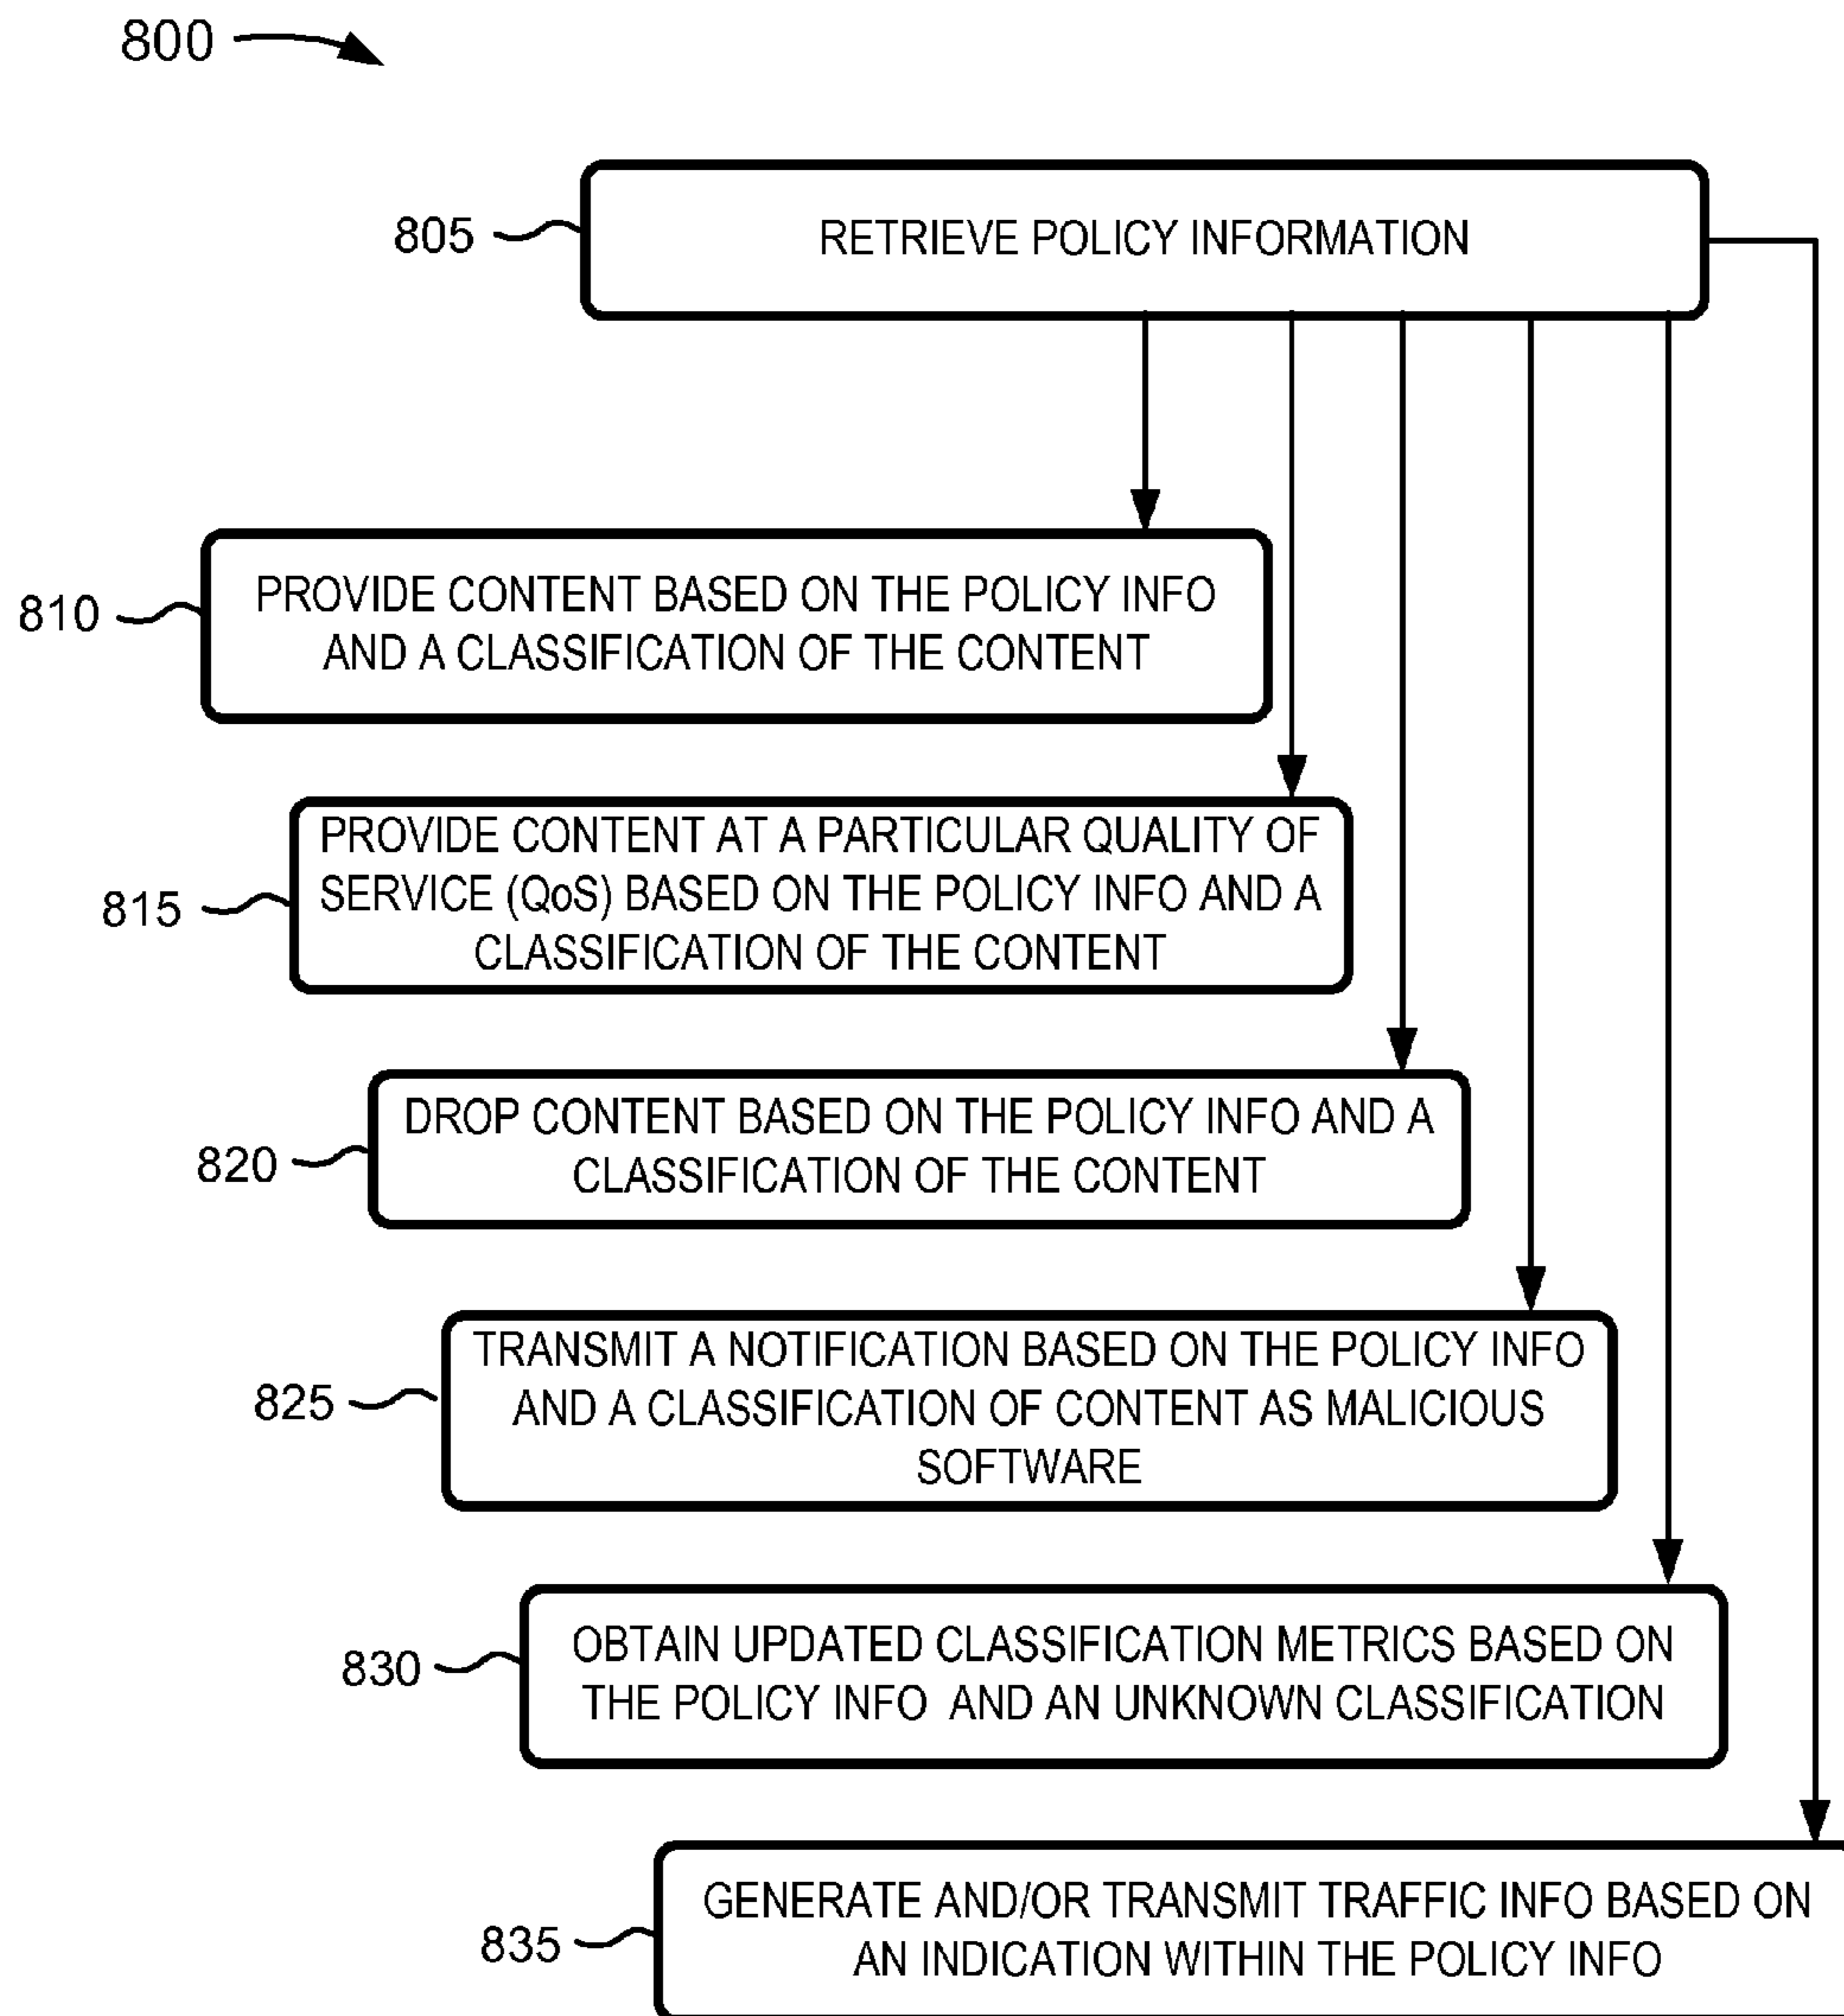 800
805
RETRIEVE POLICY INFORMATION
810
PROVIDE CONTENT BASED ON THE POLICY INFO
AND A CLASSIFICATION OF THE CONTENT
815
PROVIDE CONTENT AT A PARTICULAR QUALITY OF
SERVICE (QoS) BASED ON THE POLICY INFO AND A
CLASSIFICATION OF THE CONTENT
820
DROP CONTENT BASED ON THE POLICY INFO AND A
CLASSIFICATION OF THE CONTENT
825
TRANSMIT A NOTIFICATION BASED ON THE POLICY INFO
AND A CLASSIFICATION OF CONTENT AS MALICIOUS
SOFTWARE
830
OBTAIN UPDATED CLASSIFICATION METRICS BASED ON
THE POLICY INFO AND AN UNKNOWN CLASSIFICATION
835
GENERATE AND/OR TRANSMIT TRAFFIC INFO BASED ON
AN INDICATION WITHIN THE POLICY INFO